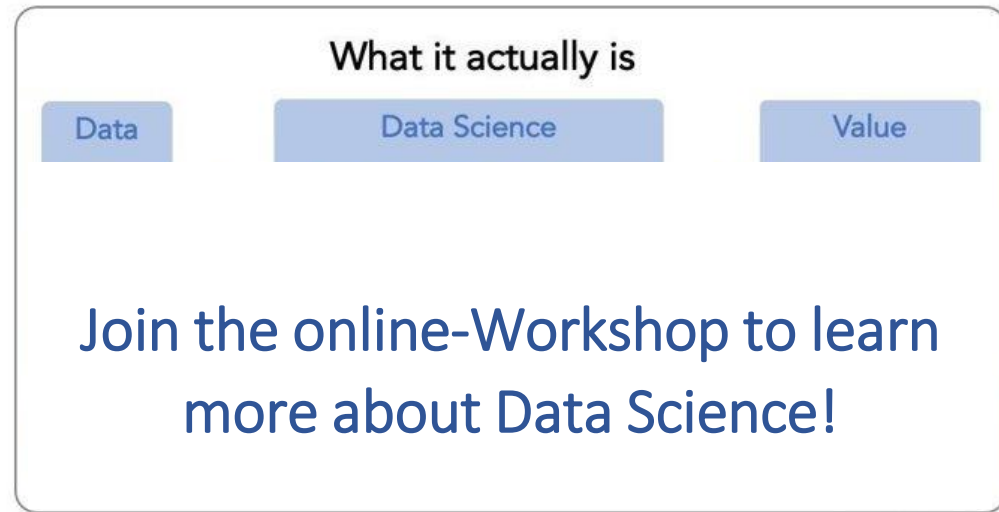 What it actually is
Data Data Science Value
Join the online-Workshop to learn
more about Data Science!